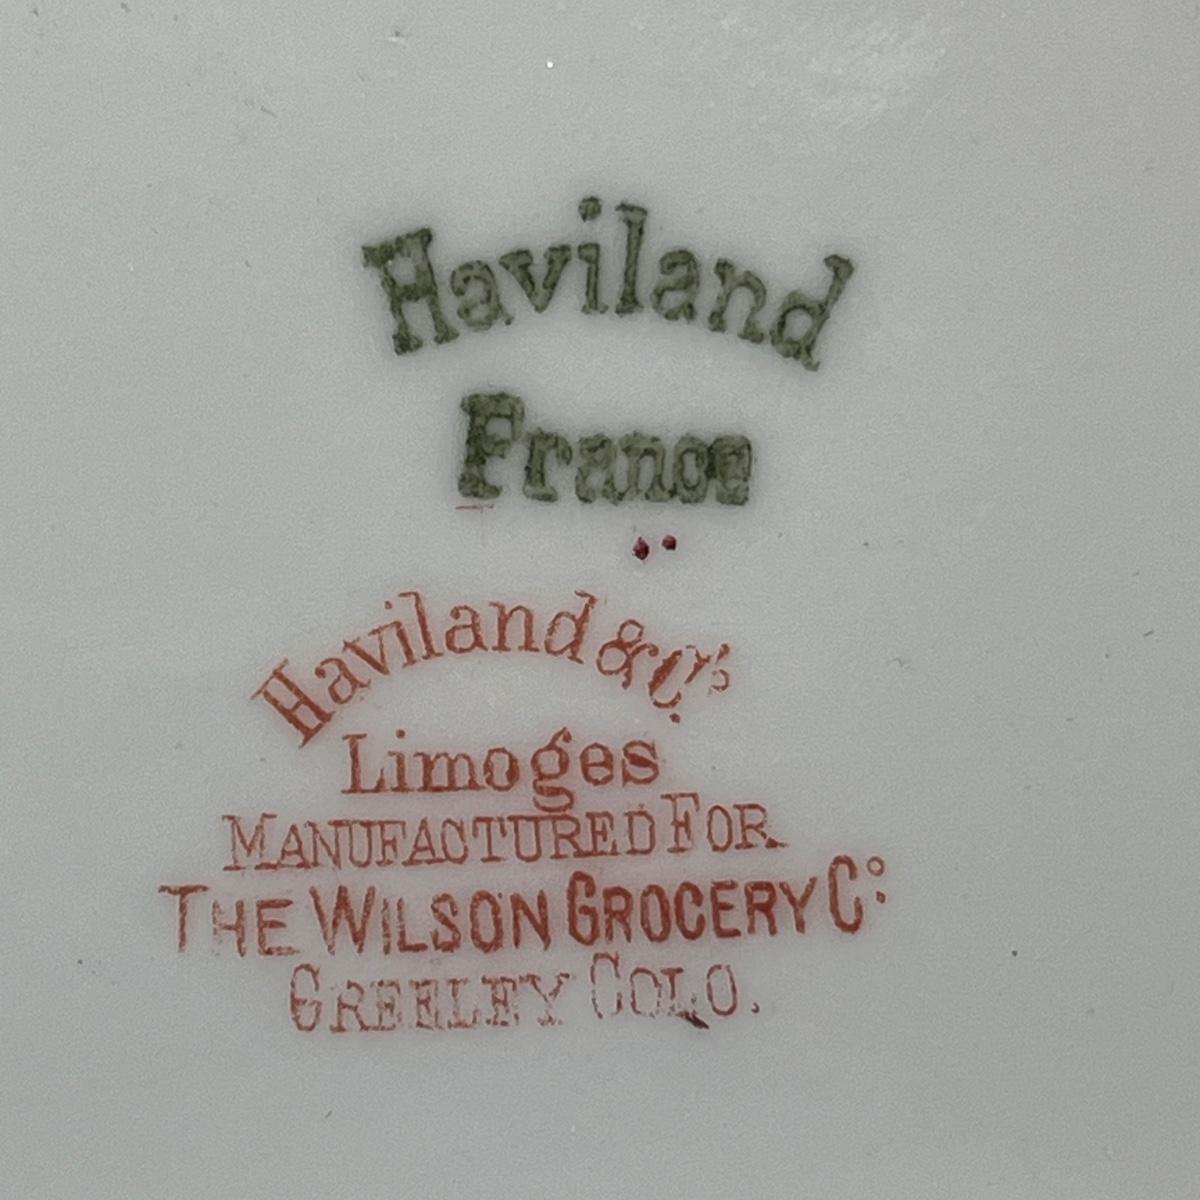 Haviland
France
Haviland & Co.
Limoges
MANUFACTURED FOR
THE WILSON GROCERY Co.
GREELEY COLO.